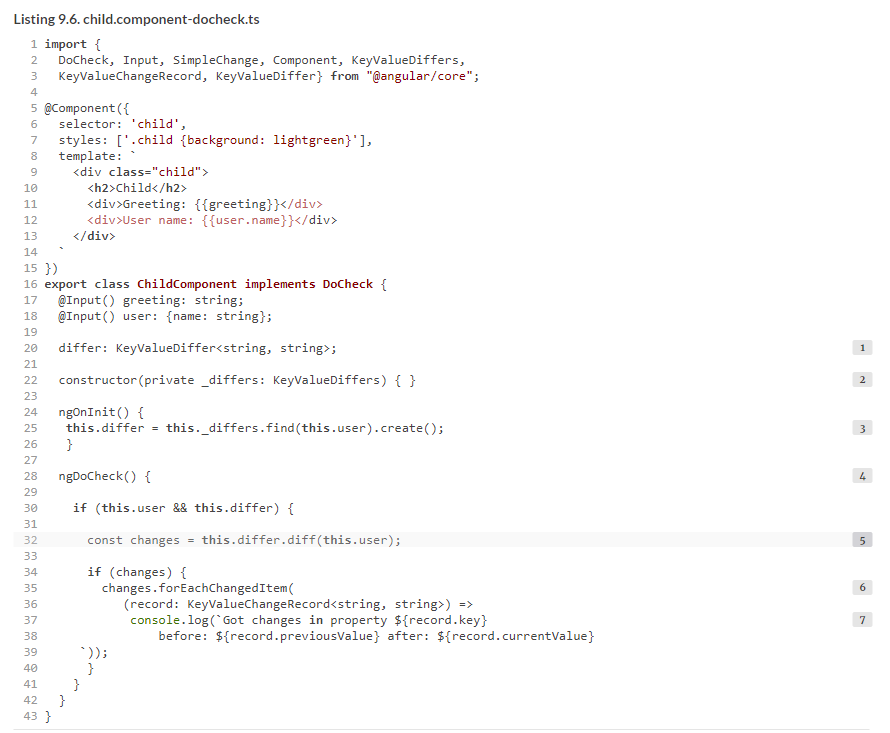 Listing 9.6. child.component-docheck.ts
1 import {
2   DoCheck, Input, SimpleChange, Component, KeyValueDiffers,
3   KeyValueChangeRecord, KeyValueDiffer} from "@angular/core";
4
5 @Component({
6   selector: 'child',
7   styles: ['.child {background: lightgreen}'],
8   template: `
9     <div class="child">
10       <h2>Child</h2>
11       <div>Greeting: {{greeting}}</div>
12       <div>User name: {{user.name}}</div>
13     </div>
14   `
15 })
16 export class ChildComponent implements DoCheck {
17   @Input() greeting: string;
18   @Input() user: {name: string};
19
20   differ: KeyValueDiffer<string, string>; 1
21
22   constructor(private _differs: KeyValueDiffers) { } 2
23
24   ngOnInit() {
25    this.differ = this._differs.find(this.user).create(); 3
26    }
27
28   ngDoCheck() { 4
29
30     if (this.user && this.differ) {
31
32       const changes = this.differ.diff(this.user); 5
33
34       if (changes) {
35         changes.forEachChangedItem( 6
36            (record: KeyValueChangeRecord<string, string>) =>
37             console.log(`Got changes in property ${record.key} 7
38                 before: ${record.previousValue} after: ${record.currentValue}
39      `));
40       }
41     }
42   }
43 }